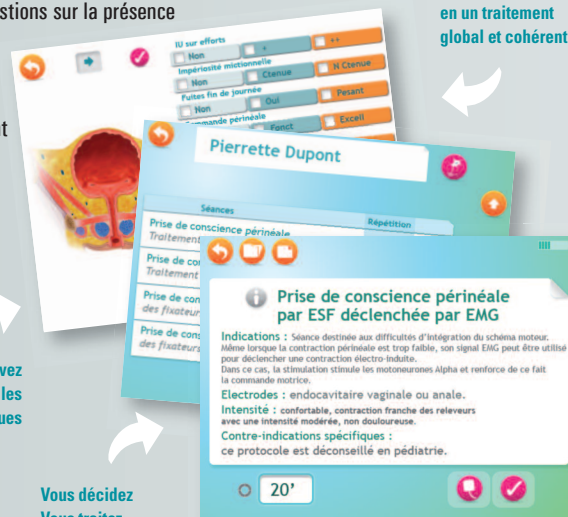 stions sur la présence
en un traitement
global et cohérent
IU sur efforts
Non + ++
Impériosité mictionnelle
Non Ctenue N Ctenue
Fuites fin de journée
Non Oui Pesant
mmande périnéale
Fonct Excell
Pierrette Dupont
Séances Répétition
Prise de conscience périnéale
Traitement
Prise de co
Traitement
Prise de con
des fixateur
Prise de cons
des fixateurs
Prise de conscience périnéale
par ESF déclenchée par EMG
Indications : Séance destinée aux difficultés d'intégration du schéma moteur.
Même lorsque la contraction périnéale est trop faible, son signal EMG peut être utilisé
pour déclencher une contraction électro-induite.
Dans ce cas, la stimulation stimule les motoneurones Alpha et renforce de ce fait
la commande motrice.
Electrodes : endocavitaire vaginale ou anale.
Intensité : confortable, contraction franche des releveurs
avec une intensité modérée, non douloureuse.
Contre-indications spécifiques :
ce protocole est déconseillé en pédiatrie.
20'
vez
les
ues
Vous décidez
Vous traitez